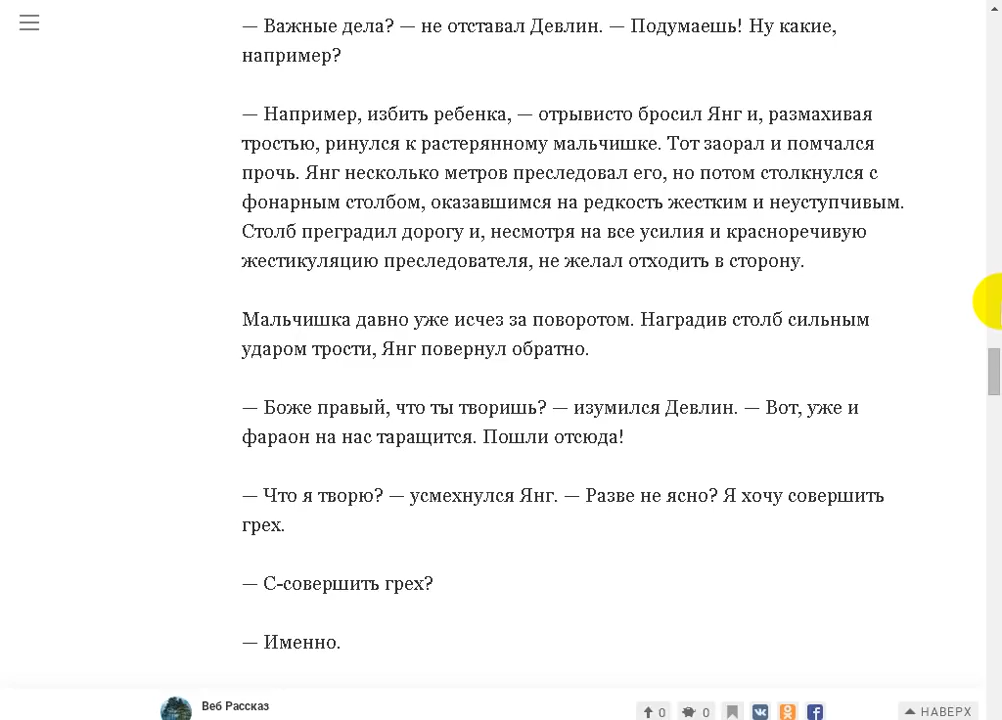 — Важные дела? — не отставал Девлин. — Подумаешь! Ну какие,
например?
— Например, избить ребенка, — отрывисто бросил Янг и, размахивая
тростью, ринулся к растерянному мальчишке. Тот заорал и помчался
прочь. Янг несколько метров преследовал его, но потом столкнулся с
фонарным столбом, оказавшимся на редкость жестким и неуступчивым.
Столб преградил дорогу и, несмотря на все усилия и красноречивую
жестикуляцию преследователя, не желал отходить в сторону.
Мальчишка давно уже исчез за поворотом. Наградив столб сильным
ударом трости, Янг повернул обратно.
— Боже правый, что ты творишь? — изумился Девлин. — Вот, уже и
фараон на нас таращится. Пошли отсюда!
— Что я творю? — усмехнулся Янг. — Разве не ясно? Я хочу совершить
грех.
— С-совершить грех?
— Именно.
Веб Рассказ
0
0
НАВЕРХ